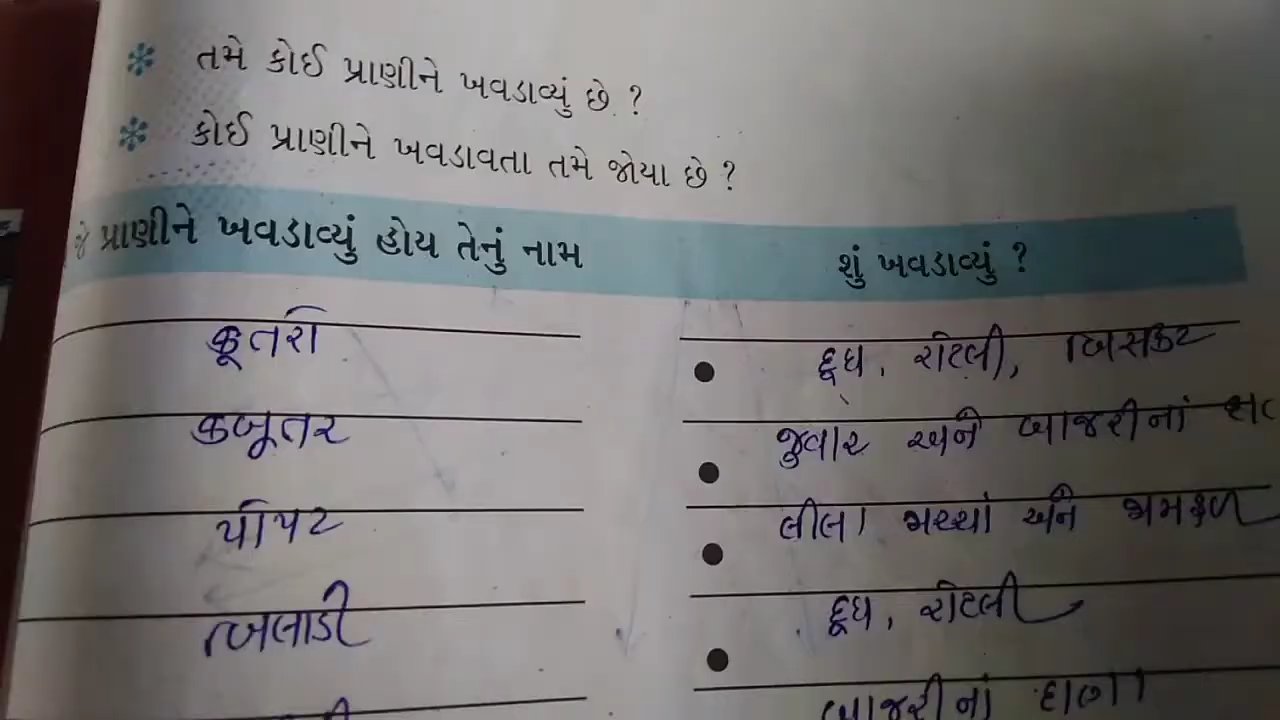 તમે કોઈ પ્રાણીને ખવડાવ્યું છે ?
કોઈ પ્રાણીને ખવડાવતા તમે જોયા છે ?
જે પ્રાણીને ખવડાવ્યું હોય તેનું નામ શું ખવડાવ્યું ?
કૂતરો દૂધ, રોટલી, બિસ્કિટ
કબૂતર જુવાર અને બાજરીનાં
પોપટ લીલા મરચાં અને જામફળ
બિલાડી દૂધ, રોટલી
બાજરીનાં દાણા